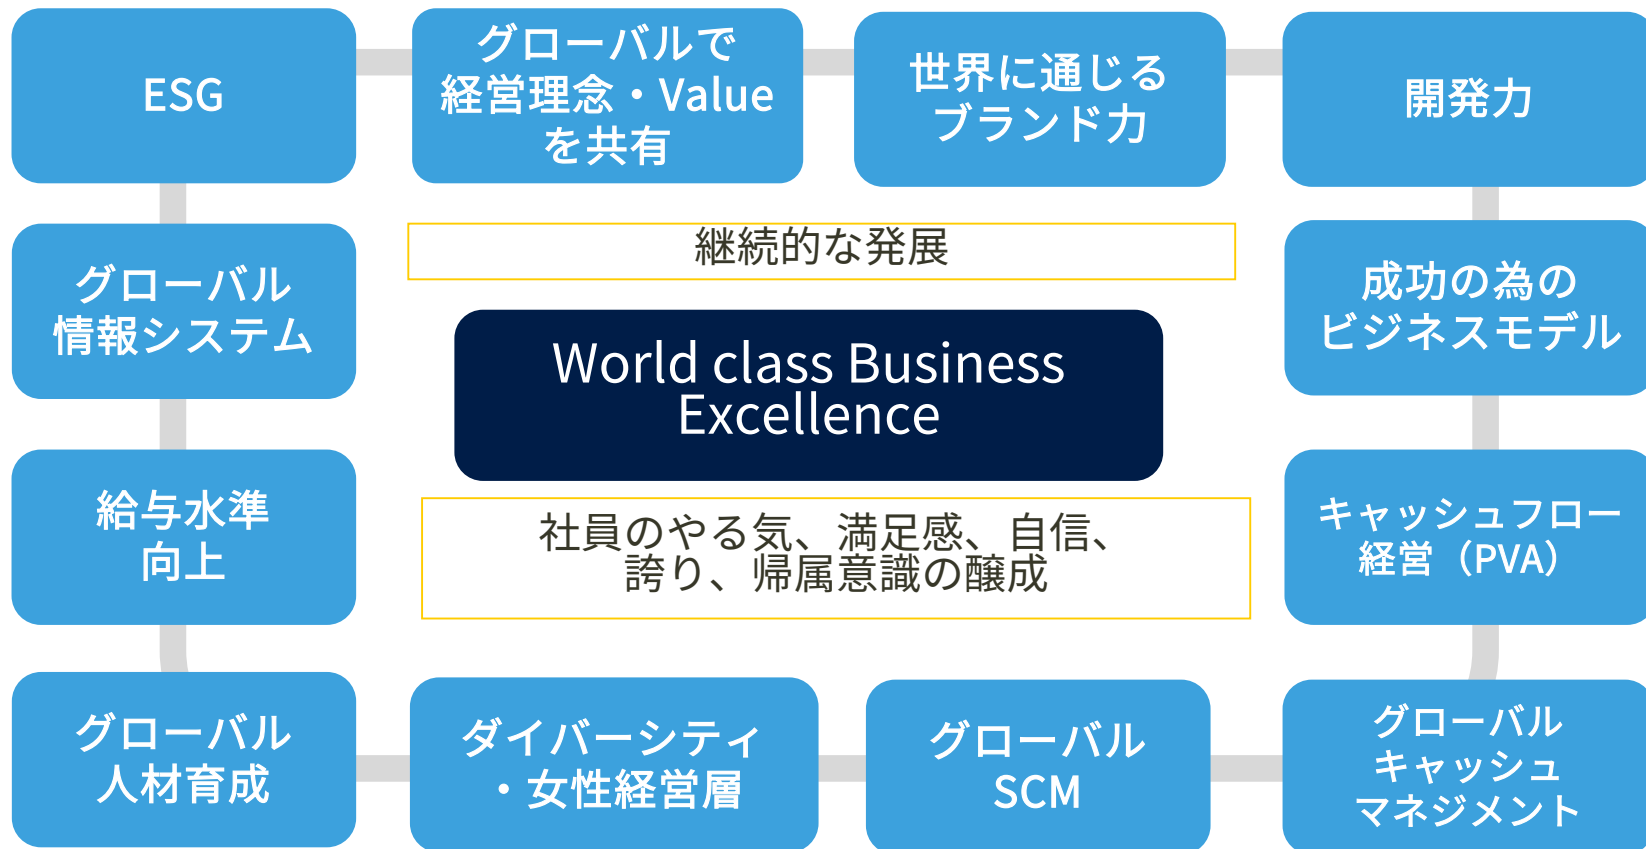 ESG
グローバルで
経営理念・Value
を共有
世界に通じる
ブランド力
開発力
継続的な発展
グローバル
情報システム
成功の為の
ビジネスモデル
World class Business
Excellence
給与水準
向上
社員のやる気、満足感、自信、
誇り、帰属意識の醸成
キャッシュフロー
経営（PVA）
グローバル
人材育成
ダイバーシティ
・女性経営層
グローバル
SCM
グローバル
キャッシュ
マネジメント